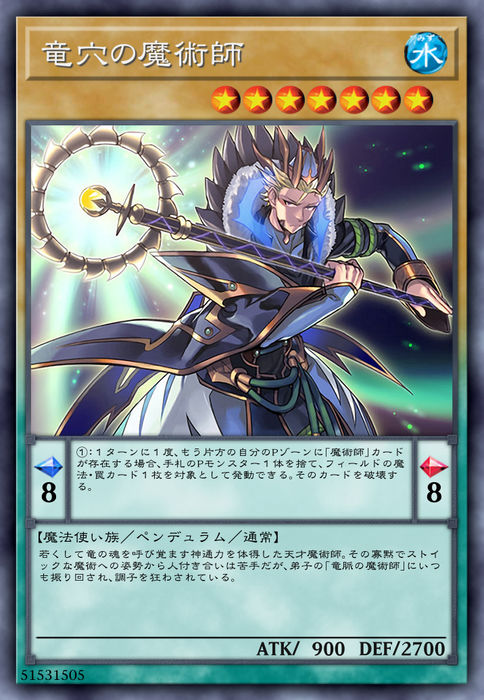 竜穴の魔術師
みず
水
①:1ターンに1度、もう片方の自分のPゾーンに「魔術師」カード
が存在する場合、手札のPモンスター1体を捨て、フィールドの魔
法・罠カード1枚を対象として発動できる。そのカードを破壊す
る。
8
8
【魔法使い族/ペンデュラム/通常】
若くして竜の魂を呼び覚ます神通力を体得した天才魔術師。その寡黙でストイ
ックな魔術への姿勢から人付き合いは苦手だが、弟子の「竜脈の魔術師」にいつ
も振り回され、調子を狂わされている。
ATK/ 900 DEF/2700
51531505